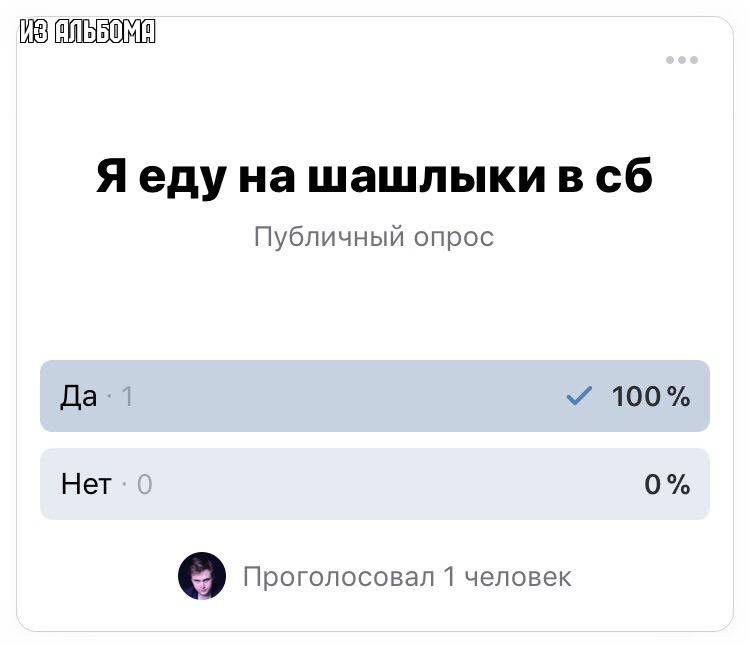 ИЗ АЛЬБОМА
Я еду на шашлыки в сб
Публичный опрос
Да · 1 100 %
Нет · 0 0 %
Проголосовал 1 человек